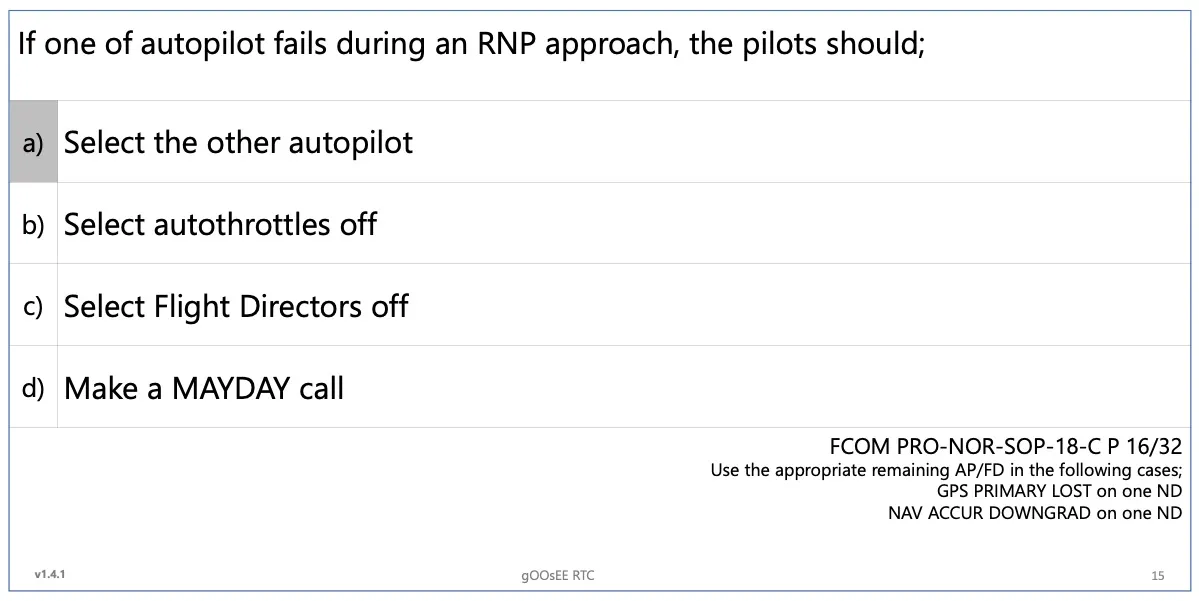 If one of autopilot fails during an RNP approach, the pilots should;
a) Select the other autopilot
b) Select autothrottles off
c) Select Flight Directors off
d) Make a MAYDAY call
FCOM PRO-NOR-SOP-18-C P 16/32
Use the appropriate remaining AP/FD in the following cases;
GPS PRIMARY LOST on one ND
NAV ACCUR DOWNGRAD on one ND
v1.4.1 gOOsEE RTC 15